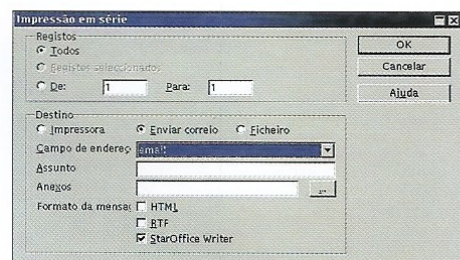 Impressão em série
Registos
Todos
Registos seleccionados
De: 1 Para: 1
OK
Cancelar
Ajuda
Destino
Impressora Enviar correio Ficheiro
Campo de endereç email
Assunto
Anexos ...
Formato da mensa HTML
RTF
StarOffice Writer